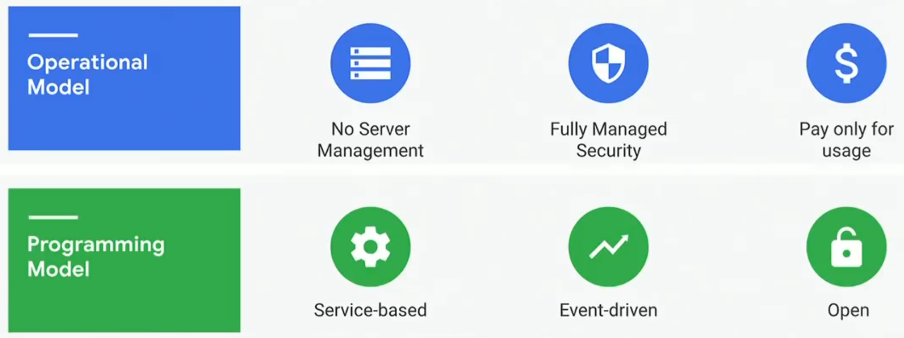 Operational
Model
No Server
Management
Fully Managed
Security
$
Pay only for
usage
Programming
Model
Service-based
Event-driven
Open